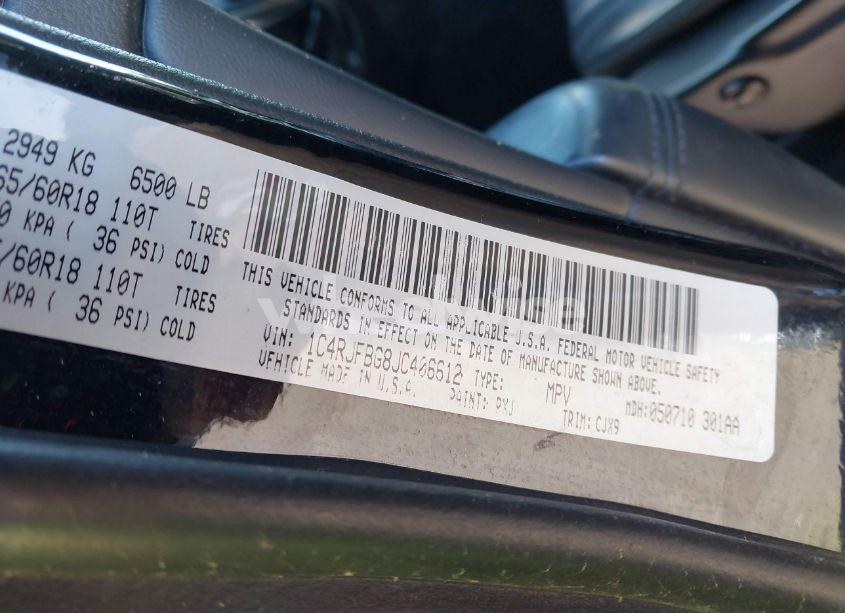 2949 KG 6500 LB
65/60R18 110T TIRES
0 KPA ( 36 PSI) COLD
/60R18 110T TIRES
KPA ( 36 PSI) COLD
THIS VEHICLE CONFORMS TO ALL APPLICABLE U.S.A. FEDERAL MOTOR VEHICLE SAFETY
STANDARDS IN EFFECT ON THE DATE OF MANUFACTURE SHOWN ABOVE.
VIN: 1C4RJFBG8JC406612 TYPE: MPV MDH:050710 301AA
VEHICLE MADE IN U.S.A. PAINT: PXJ TRIM: CJX9